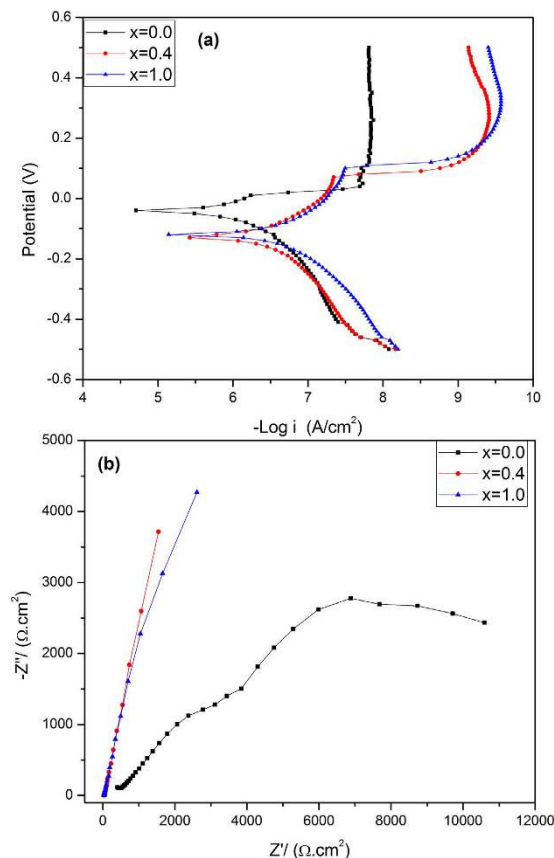 (a)
x=0.0
x=0.4
x=1.0
0.6
0.4
0.2
0.0
-0.2
-0.4
-0.6
Potential (V)
4 5 6 7 8 9 10
-Log i (A/cm²)
(b)
x=0.0
x=0.4
x=1.0
5000
4000
3000
2000
1000
0
-Z''/ (Ω.cm²)
0 2000 4000 6000 8000 10000 12000
Z'/ (Ω.cm²)